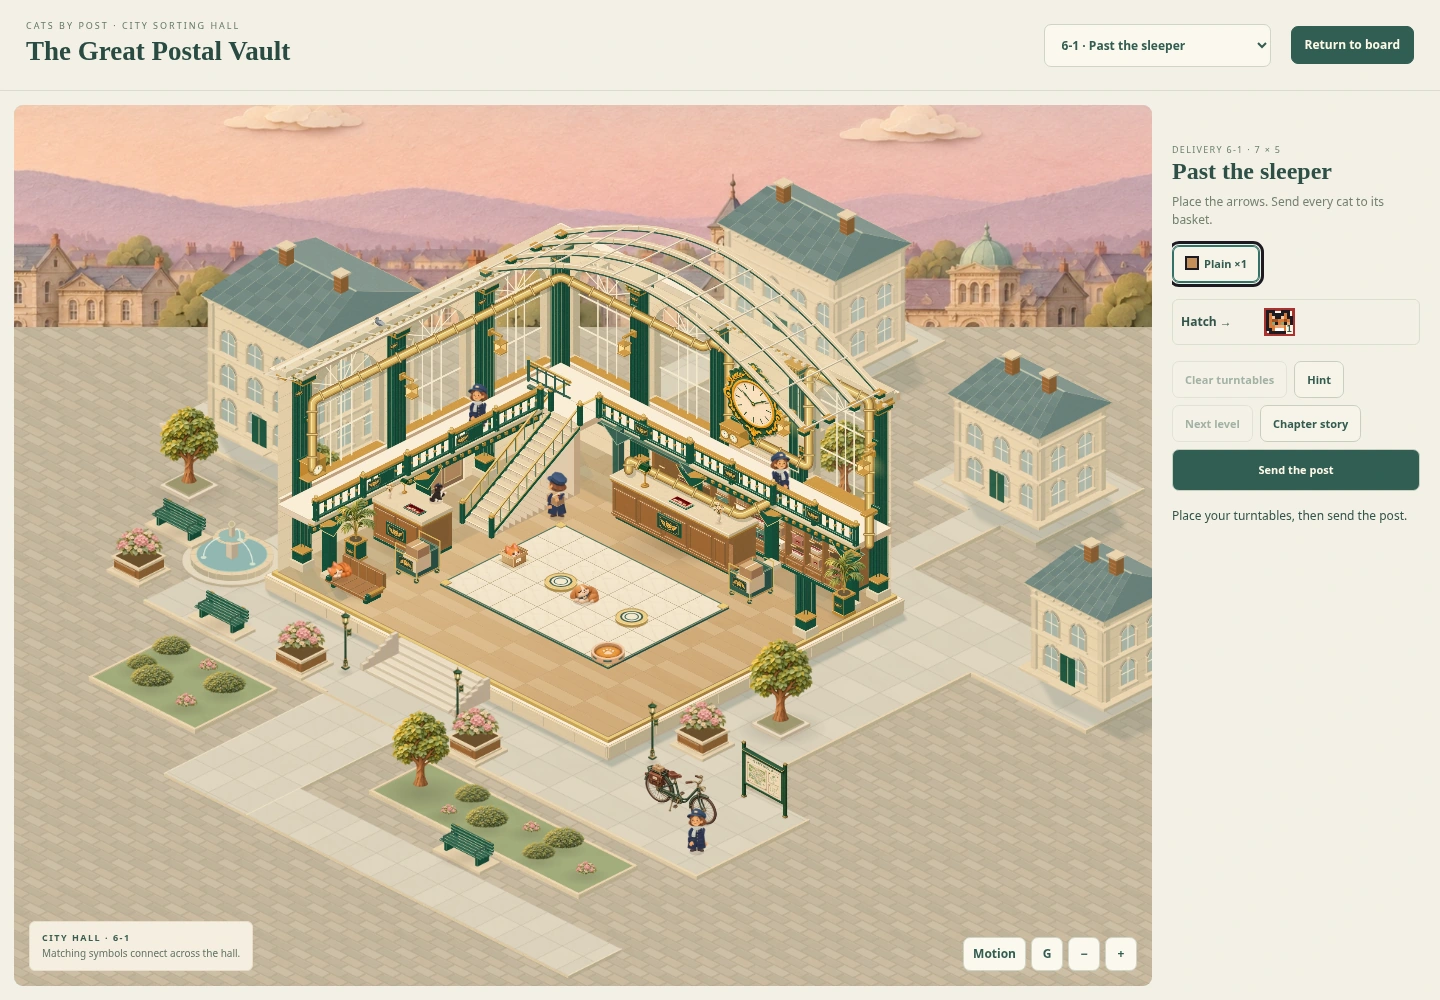 CATS BY POST · CITY SORTING HALL
The Great Postal Vault
6-1 · Past the sleeper
Return to board
DELIVERY 6-1 · 7 × 5
Past the sleeper
Place the arrows. Send every cat to its
basket.
Plain ×1
Hatch →
1
Clear turntables
Hint
Next level
Chapter story
Send the post
Place your turntables, then send the post.
CITY HALL · 6-1
Matching symbols connect across the hall.
Motion
G
−
+